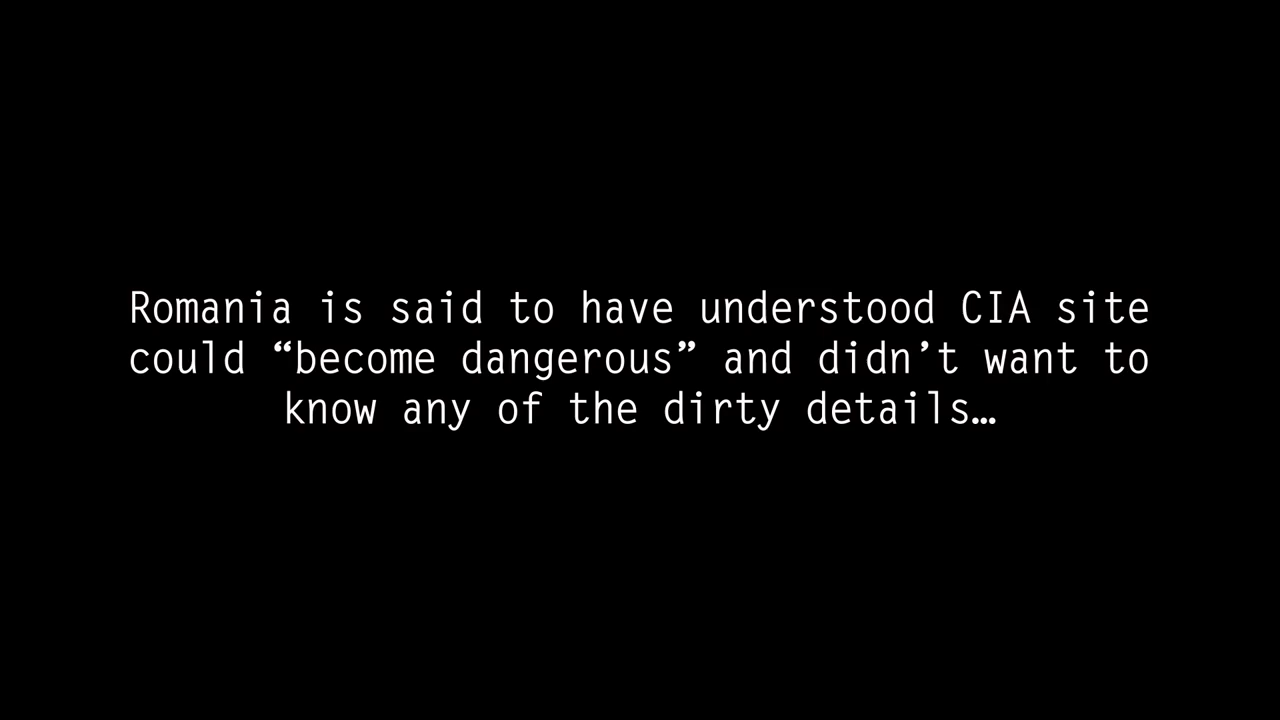 Romania is said to have understood CIA site
could “become dangerous” and didn’t want to
know any of the dirty details…